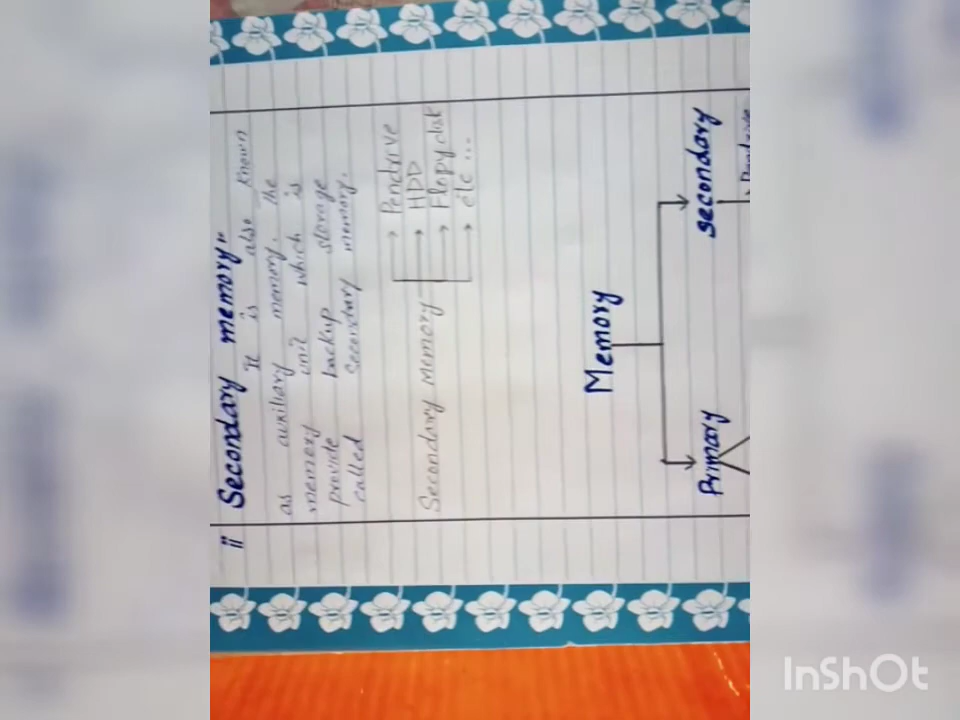 ii Secondary memory"
It is also known
as auxiliary memory. the
memory unit which is
provide backup storage
called secondary memory.
Secondary Memory → Pendrive
→ HDD
→ Flopy disk
→ etc ...
Memory
Primary secondary
InShOt